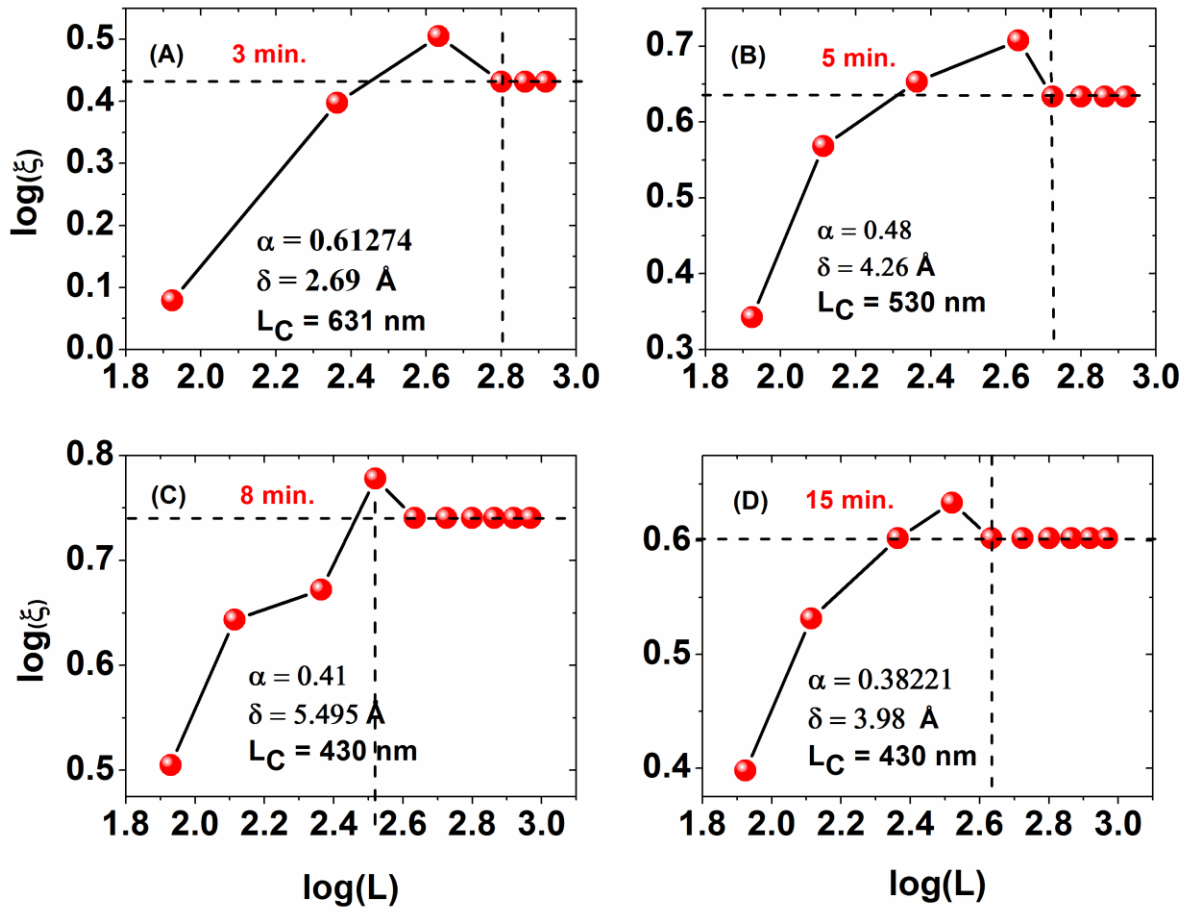 (A) 3 min.
log(ξ)
0.5
0.4
0.3
0.2
0.1
0.0
α = 0.61274
δ = 2.69 Å
L_C = 631 nm
1.8 2.0 2.2 2.4 2.6 2.8 3.0
(B) 5 min.
0.7
0.6
0.5
0.4
0.3
α = 0.48
δ = 4.26 Å
L_C = 530 nm
1.8 2.0 2.2 2.4 2.6 2.8 3.0
(C) 8 min.
log(ξ)
0.8
0.7
0.6
0.5
α = 0.41
δ = 5.495 Å
L_C = 430 nm
1.8 2.0 2.2 2.4 2.6 2.8 3.0
log(L)
(D) 15 min.
0.6
0.5
0.4
α = 0.38221
δ = 3.98 Å
L_C = 430 nm
1.8 2.0 2.2 2.4 2.6 2.8 3.0
log(L)